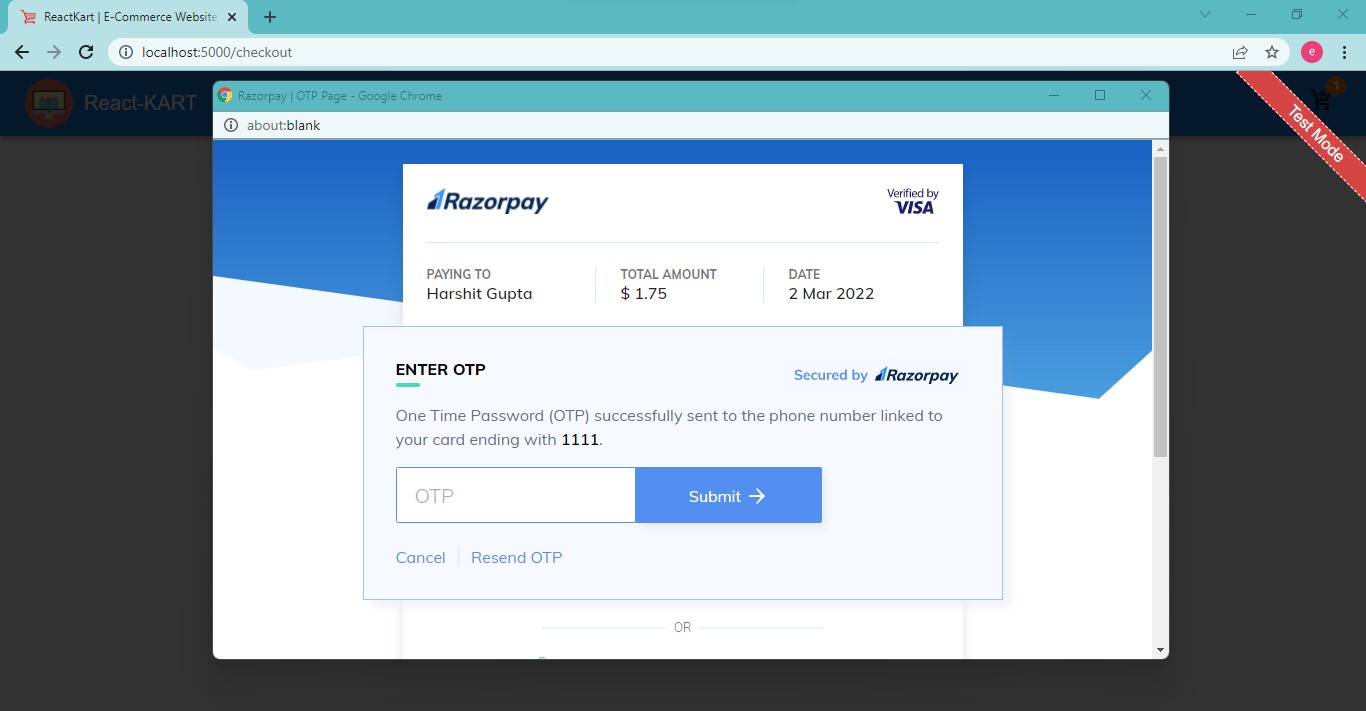 ReactKart | E-Commerce Website
localhost:5000/checkout
e
React-KART
1
Test Mode
Razorpay | OTP Page - Google Chrome
about:blank
Razorpay
Verified by
VISA
PAYING TO
Harshit Gupta
TOTAL AMOUNT
$ 1.75
DATE
2 Mar 2022
ENTER OTP
Secured by Razorpay
One Time Password (OTP) successfully sent to the phone number linked to
your card ending with 1111.
OTP
Submit
Cancel
Resend OTP
OR